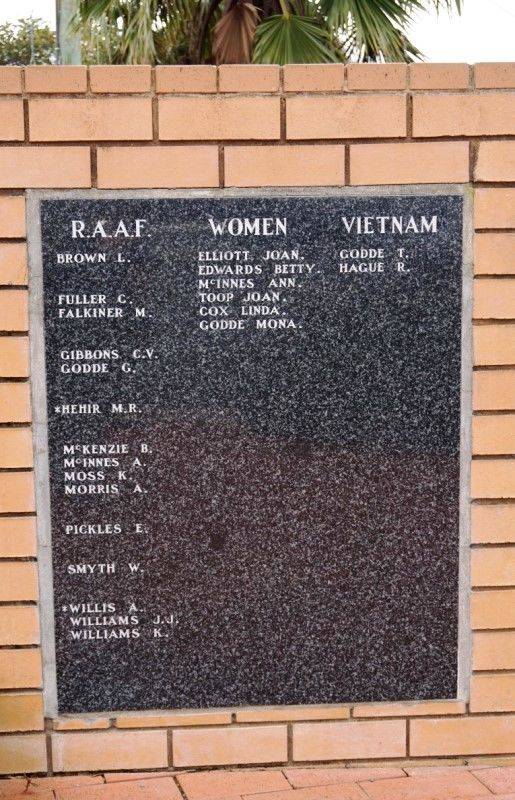 R.A.A.F.
BROWN L.
FULLER C.
FALKINER M.
GIBBONS C.V.
GODDE G.
*HEHIR M.R.
McKENZIE B.
McINNES A.
MOSS K.
MORRIS A.
PICKLES E.
SMYTH W.
*WILLIS A.
WILLIAMS J.J.
WILLIAMS K.
WOMEN
ELLIOTT JOAN.
EDWARDS BETTY.
McINNES ANN.
TOOP JOAN.
COX LINDA.
GODDE MONA.
VIETNAM
GODDE T.
HAGUE R.